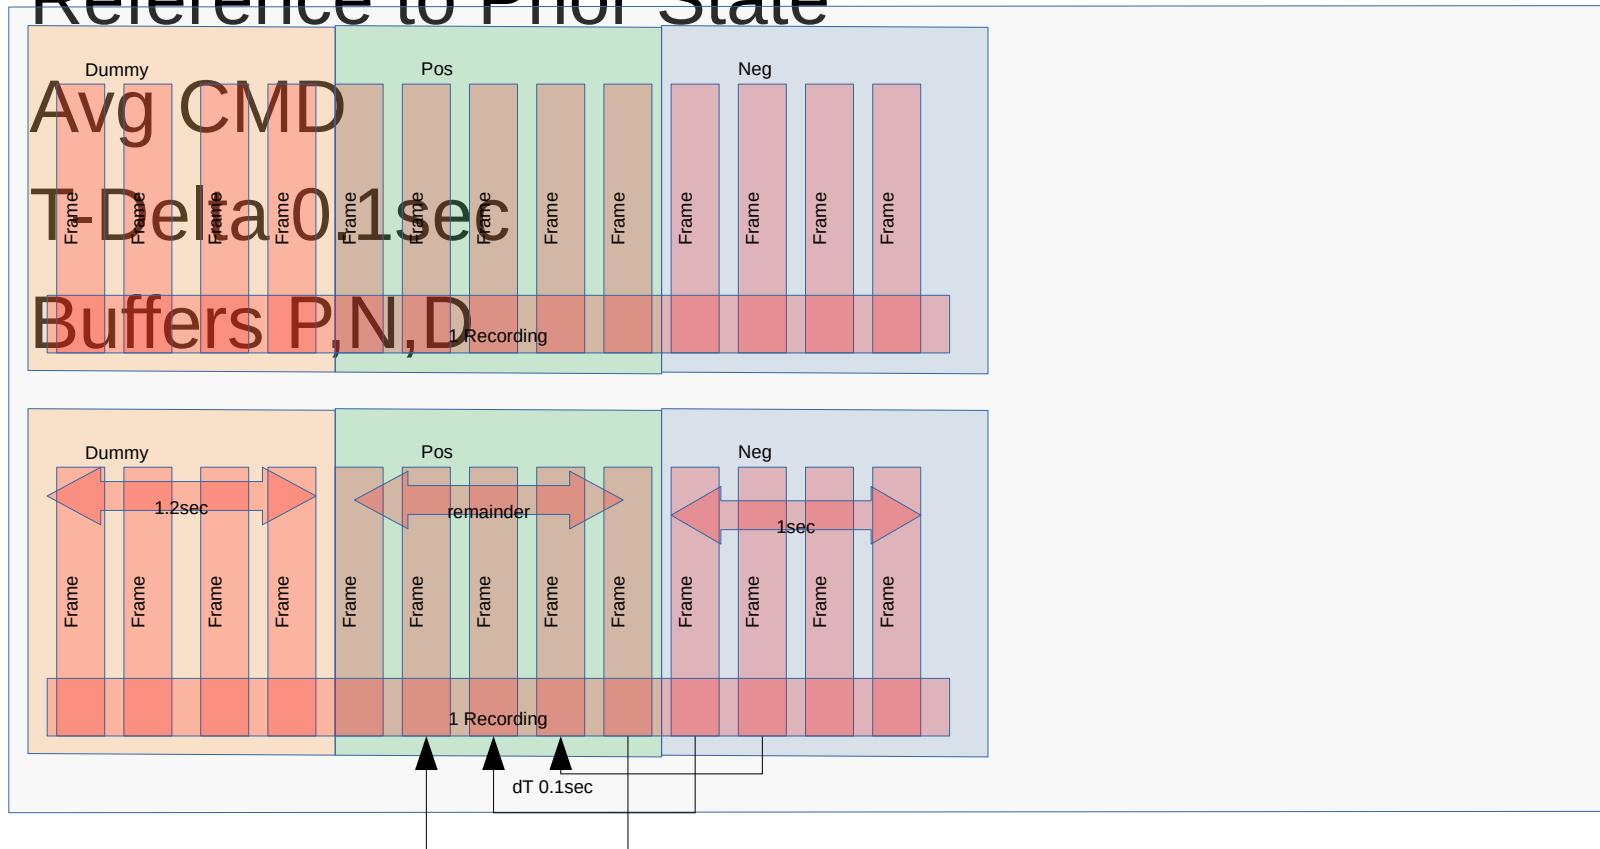 Reference to Prior State
Dummy Pos Neg
Avg CMD
T-Delta 0.1sec
Frame Frame Frame Frame Frame Frame Frame Frame Frame Frame Frame Frame Frame
Buffers P,N,D
1 Recording
Dummy Pos Neg
1.2sec remainder 1sec
Frame Frame Frame Frame Frame Frame Frame Frame Frame Frame Frame Frame Frame
1 Recording
dT 0.1sec